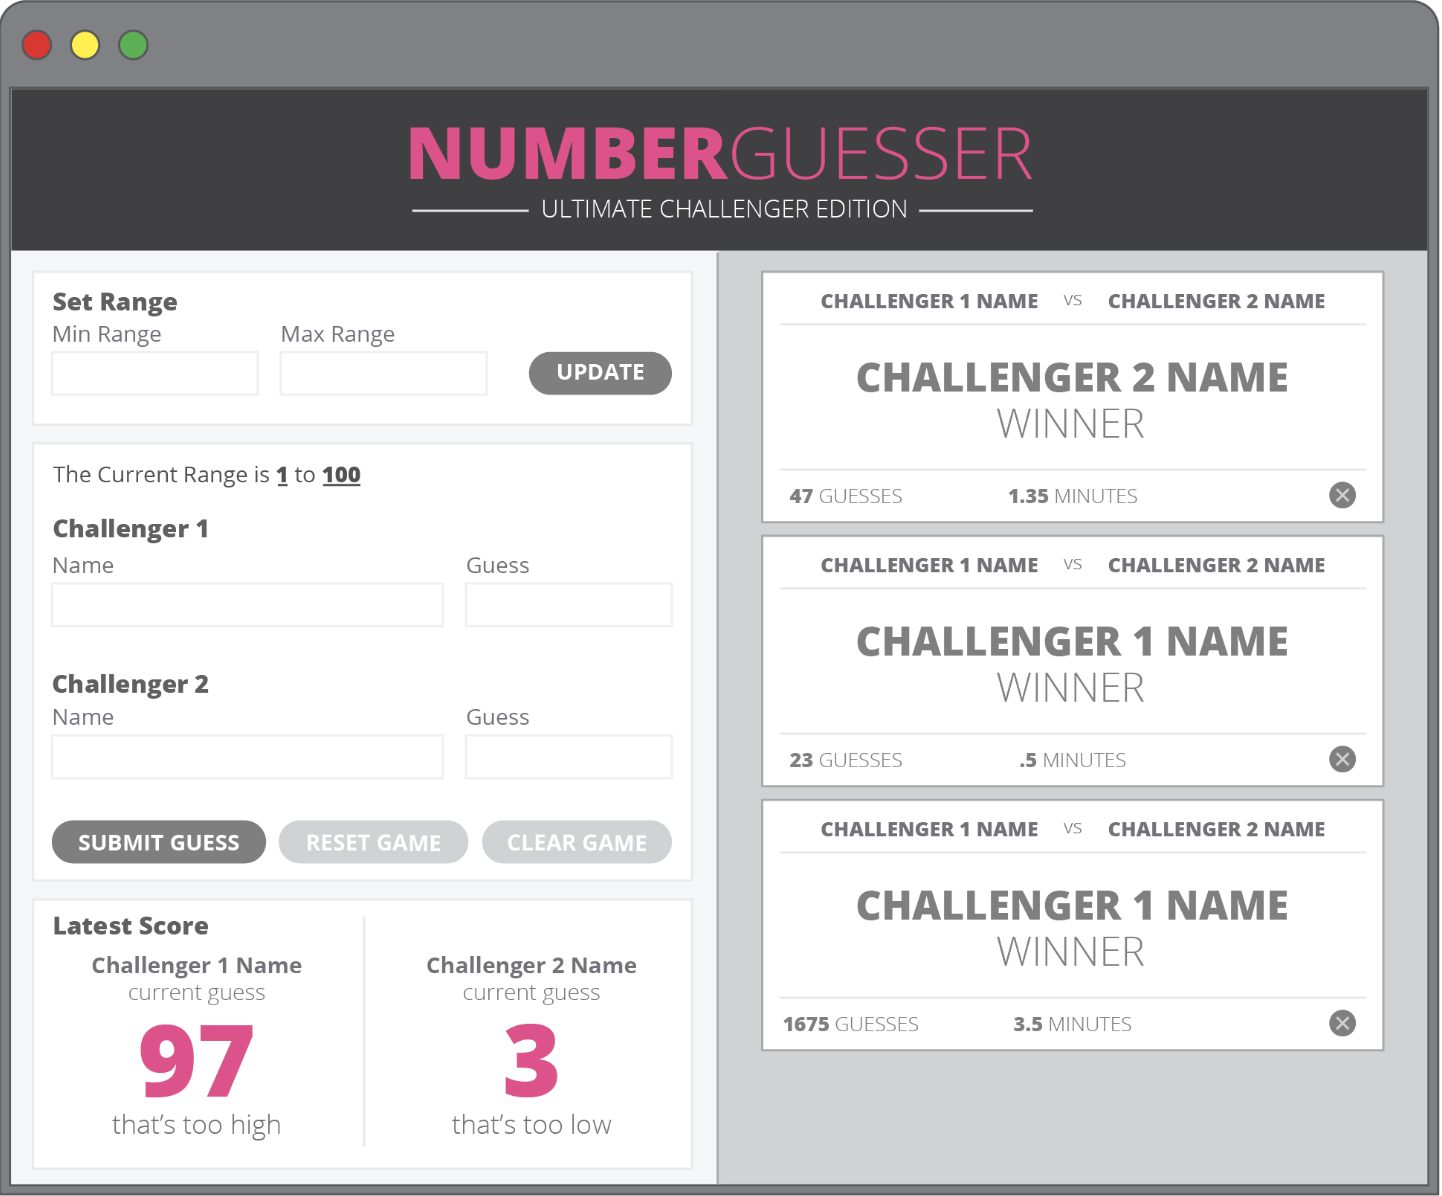 NUMBERGUESSER
ULTIMATE CHALLENGER EDITION
Set Range
Min Range
Max Range
UPDATE
The Current Range is 1 to 100
Challenger 1
Name
Guess
Challenger 2
Name
Guess
SUBMIT GUESS
RESET GAME
CLEAR GAME
Latest Score
Challenger 1 Name
current guess
97
that’s too high
Challenger 2 Name
current guess
3
that’s too low
CHALLENGER 1 NAME VS CHALLENGER 2 NAME
CHALLENGER 2 NAME
WINNER
47 GUESSES 1.35 MINUTES
CHALLENGER 1 NAME VS CHALLENGER 2 NAME
CHALLENGER 1 NAME
WINNER
23 GUESSES .5 MINUTES
CHALLENGER 1 NAME VS CHALLENGER 2 NAME
CHALLENGER 1 NAME
WINNER
1675 GUESSES 3.5 MINUTES